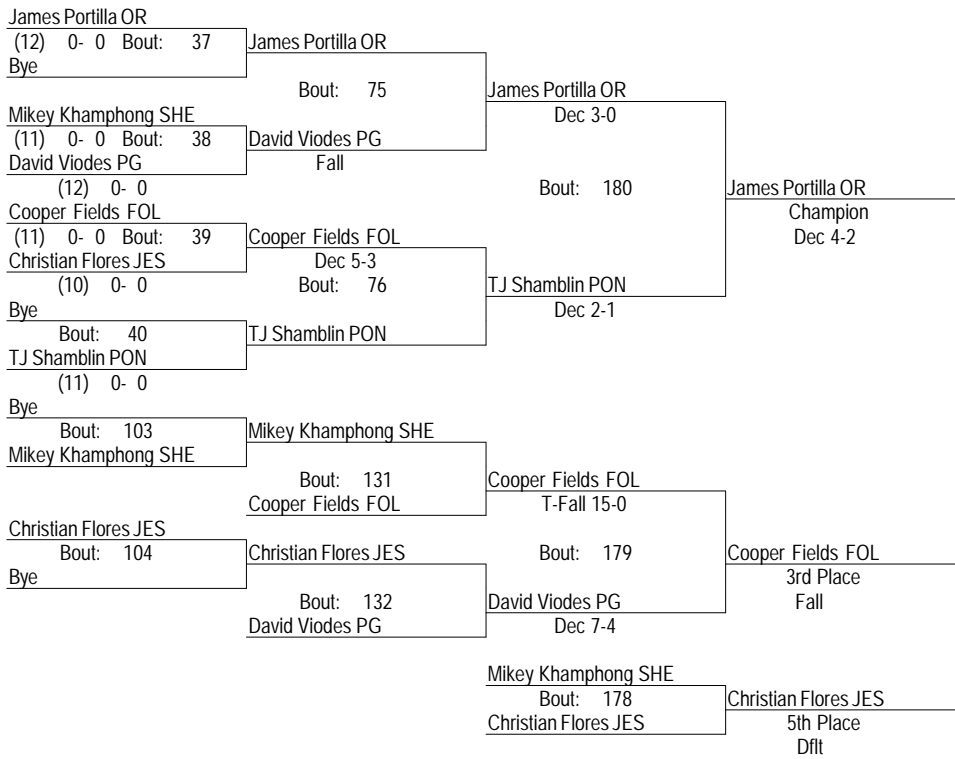 James Portilla OR
(12) 0- 0 Bout: 37 James Portilla OR
Bye
Bout: 75 James Portilla OR
Mikey Khamphong SHE Dec 3-0
(11) 0- 0 Bout: 38 David Viodes PG
David Viodes PG Fall
(12) 0- 0 Bout: 180 James Portilla OR
Cooper Fields FOL Champion
(11) 0- 0 Bout: 39 Cooper Fields FOL Dec 4-2
Christian Flores JES Dec 5-3
(10) 0- 0 Bout: 76 TJ Shamblin PON
Bye Dec 2-1
Bout: 40 TJ Shamblin PON
TJ Shamblin PON
(11) 0- 0
Bye
Bout: 103 Mikey Khamphong SHE
Mikey Khamphong SHE
Bout: 131 Cooper Fields FOL
Cooper Fields FOL T-Fall 15-0
Christian Flores JES
Bout: 104 Christian Flores JES Bout: 179 Cooper Fields FOL
Bye 3rd Place
Bout: 132 David Viodes PG Fall
David Viodes PG Dec 7-4
Mikey Khamphong SHE
Bout: 178 Christian Flores JES
Christian Flores JES 5th Place
Dflt